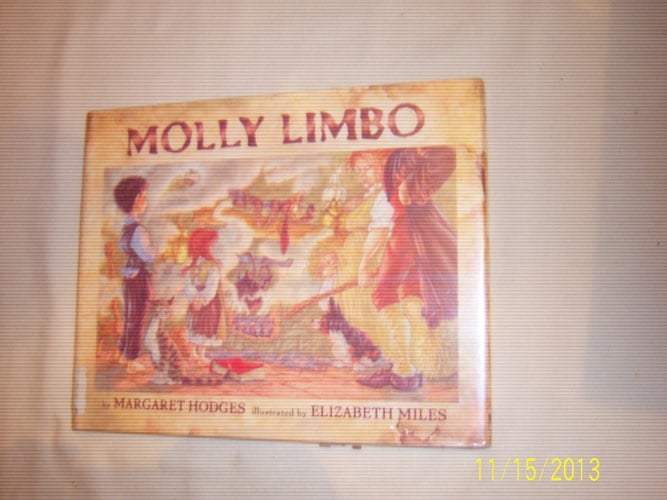 MOLLY LIMBO
by MARGARET HODGES illustrated by ELIZABETH MILES
11/15/2013